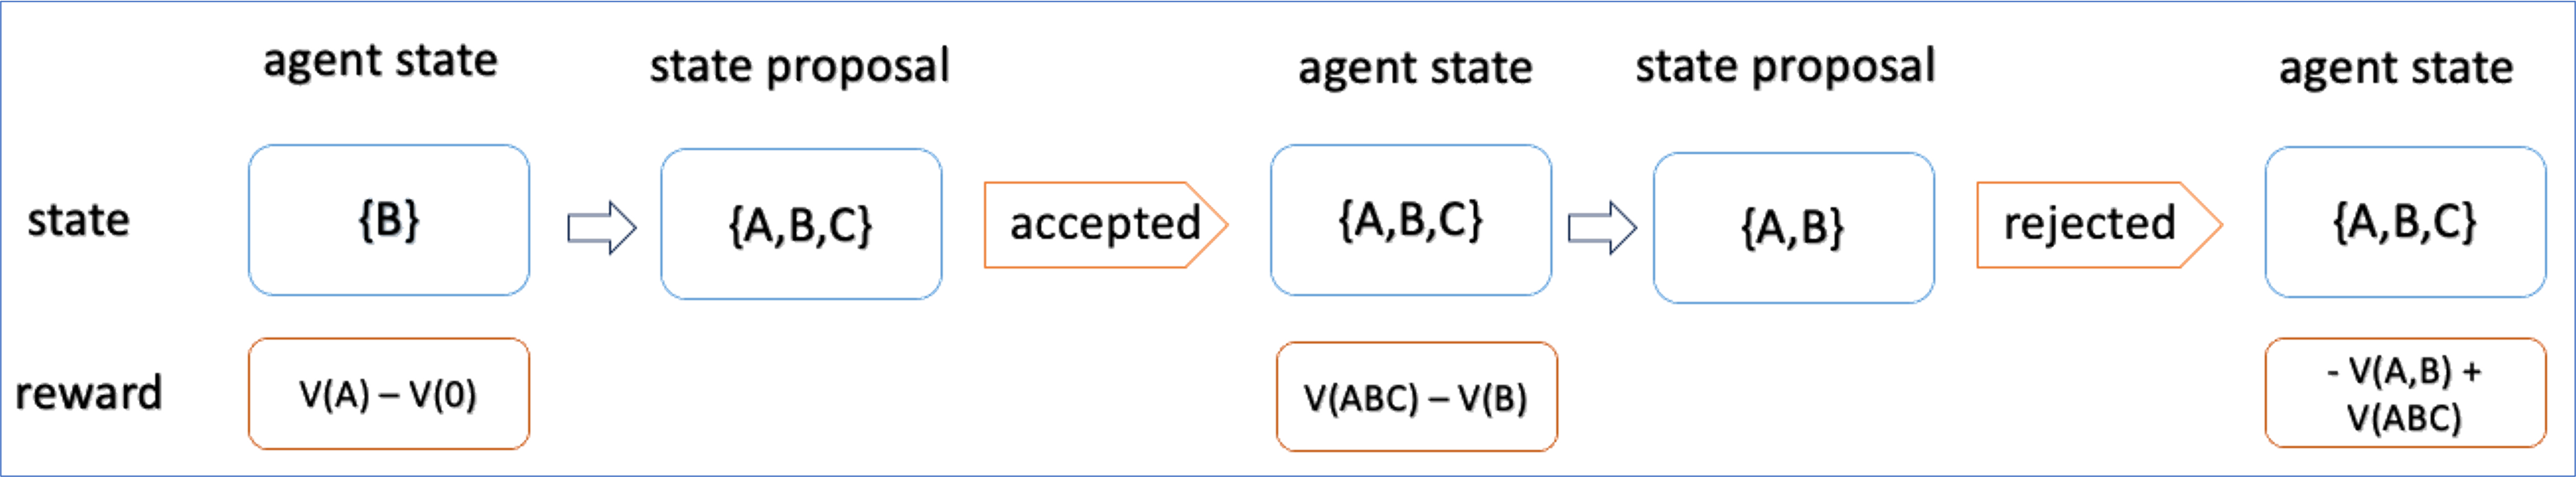 agent state
state proposal
agent state
state proposal
agent state
state
{B}
{A,B,C}
accepted
{A,B,C}
{A,B}
rejected
{A,B,C}
reward
V(A) – V(0)
V(ABC) – V(B)
- V(A,B) +
V(ABC)